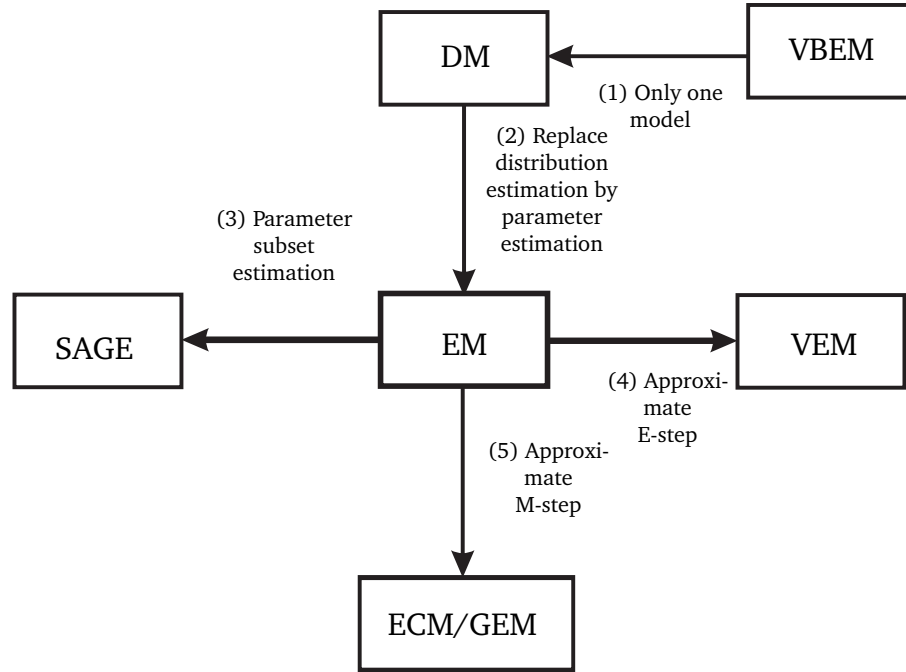 DM
VBEM
(1) Only one
model
(2) Replace
distribution
estimation by
parameter
estimation
(3) Parameter
subset
estimation
SAGE
EM
VEM
(4) Approxi-
mate
E-step
(5) Approxi-
mate
M-step
ECM/GEM